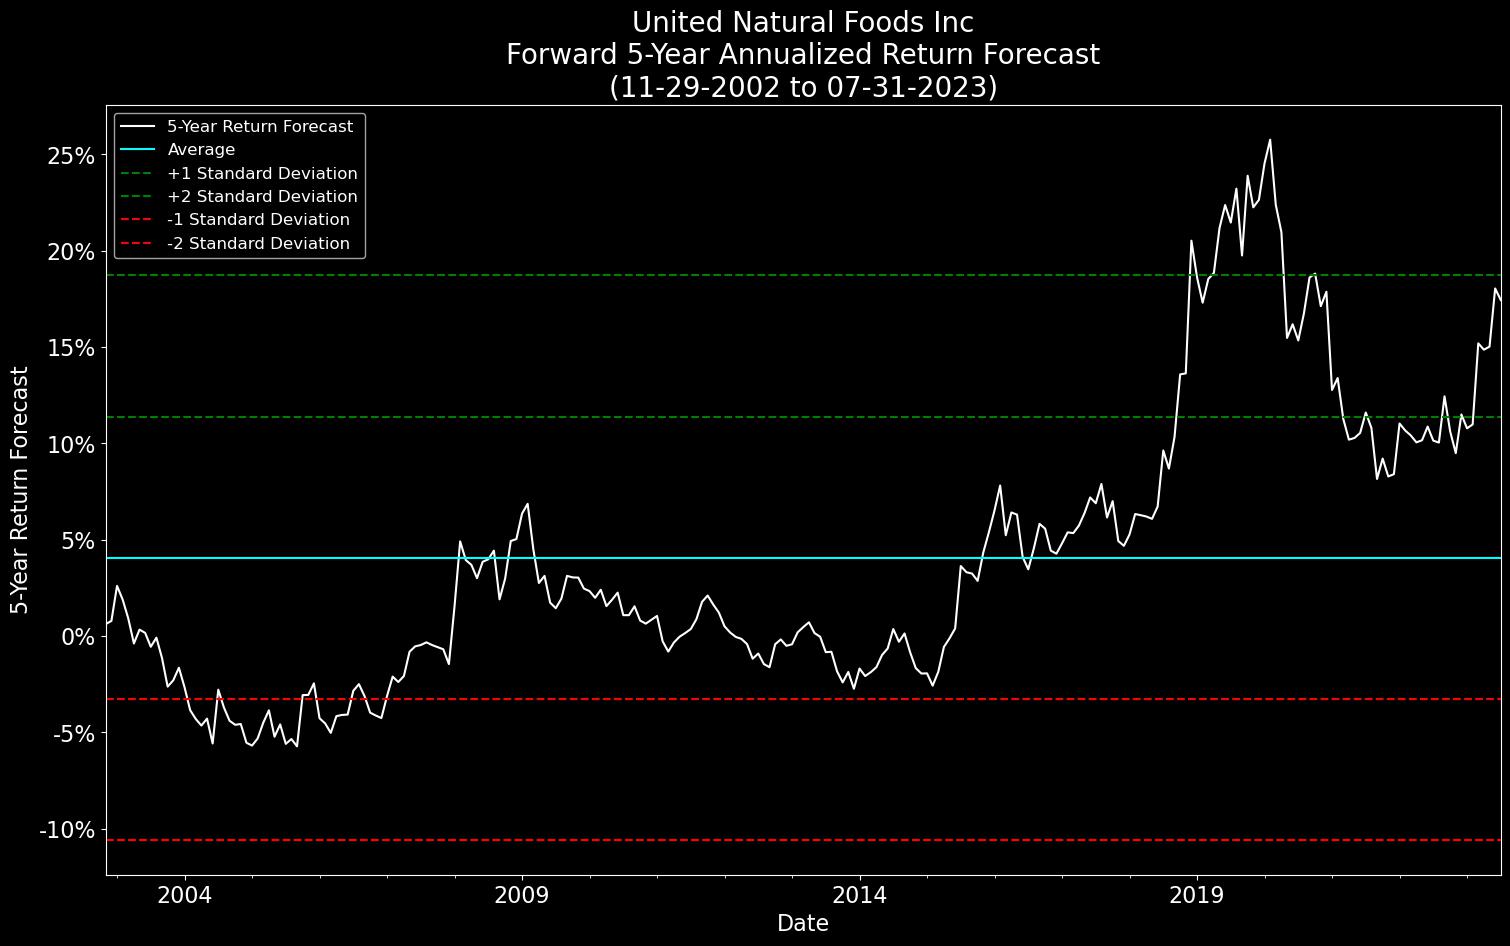 United Natural Foods Inc
Forward 5-Year Annualized Return Forecast
(11-29-2002 to 07-31-2023)
5-Year Return Forecast
Average
+1 Standard Deviation
+2 Standard Deviation
-1 Standard Deviation
-2 Standard Deviation
25%
20%
15%
10%
5%
0%
-5%
-10%
5-Year Return Forecast
2004
2009
2014
2019
Date